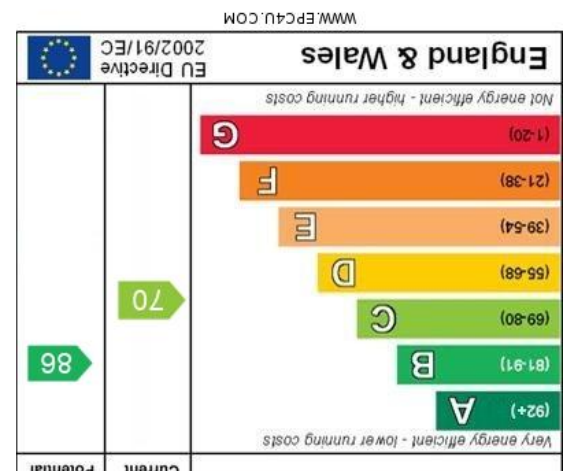 Current Potential
Very energy efficient - lower running costs
(92+) A
(81-91) B
86
(69-80) C
70
(55-68) D
(39-54) E
(21-38) F
(1-20) G
Not energy efficient - higher running costs
England & Wales
EU Directive
2002/91/EC
WWW.EPC4U.COM